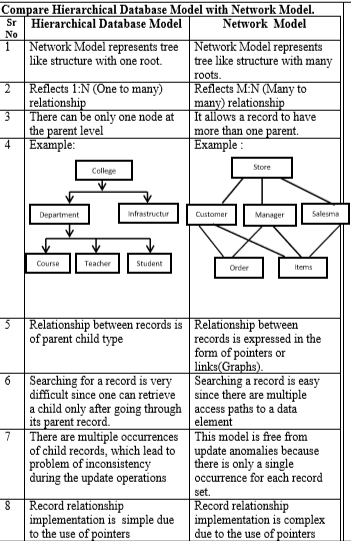 Compare Hierarchical Database Model with Network Model.
Sr No
Hierarchical Database Model
Network Model
1
Network Model represents tree
like structure with one root.
Network Model represents
tree like structure with many
roots.
2
Reflects 1:N (One to many)
relationship
Reflects M:N (Many to
many) relationship
3
There can be only one node at
the parent level
It allows a record to have
more than one parent.
4
Example:
College
Department
Infrastructur
Course
Teacher
Student
Example :
Store
Customer
Manager
Salesma
Order
Items
5
Relationship between records is
of parent child type
Relationship between
records is expressed in the
form of pointers or
links(Graphs).
6
Searching for a record is very
difficult since one can retrieve
a child only after going through
its parent record.
Searching a record is easy
since there are multiple
access paths to a data
element
7
There are multiple occurrences
of child records, which lead to
problem of inconsistency
during the update operations
This model is free from
update anomalies because
there is only a single
occurrence for each record
set.
8
Record relationship
implementation is simple due
to the use of pointers
Record relationship
implementation is complex
due to the use of pointers